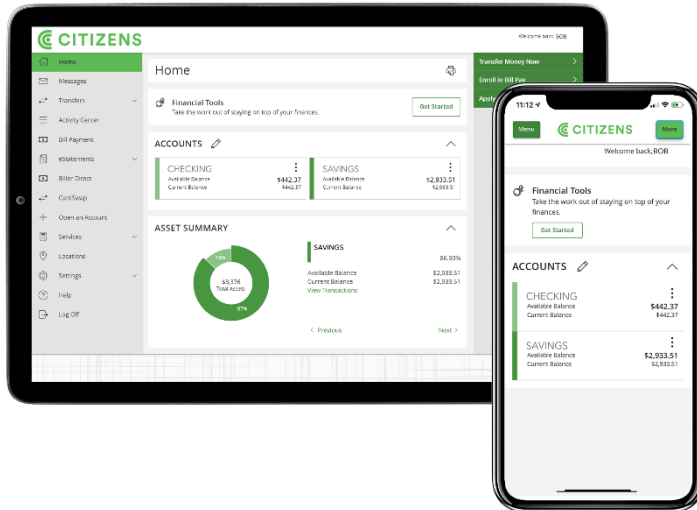 CITIZENS
Welcome back, BOB
Home
Messages
Transfers
Activity Center
Bill Payment
eStatements
Biller Direct
CardSwap
Open an Account
Services
Locations
Settings
Help
Log Off
Home
Financial Tools
Take the work out of staying on top of your finances.
Get Started
ACCOUNTS
CHECKING
Available Balance $442.37
Current Balance $442.37
SAVINGS
Available Balance $2,933.51
Current Balance $2,933.51
ASSET SUMMARY
13%
$3,376
Total Assets
87%
SAVINGS
Available Balance $2,933.51
Current Balance $2,933.51
View Transactions
< Previous
Next >
Transfer Money Now
Enroll in Bill Pay
Apply
11:12
Menu
CITIZENS
More
Welcome back, BOB
Financial Tools
Take the work out of staying on top of your
finances.
Get Started
ACCOUNTS
CHECKING
Available Balance $442.37
Current Balance $442.37
SAVINGS
Available Balance $2,933.51
Current Balance $2,933.51